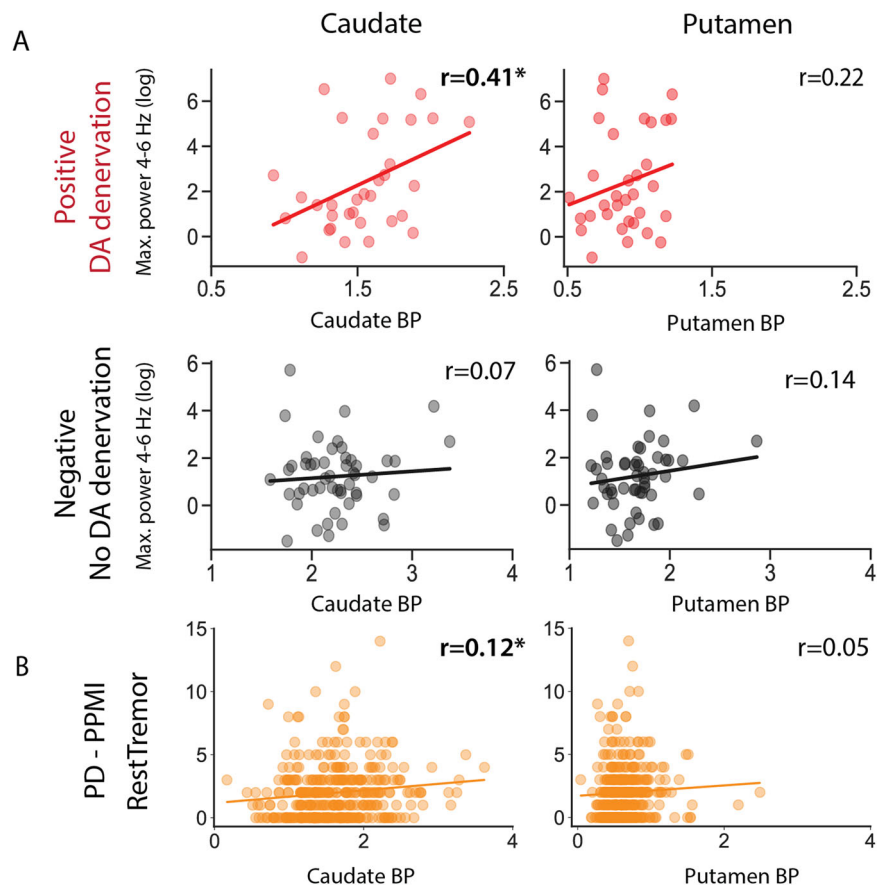 Caudate
Putamen
A
Positive
DA denervation
Max. power 4-6 Hz (log)
r=0.41*
6
4
2
0
0.5
1.5
2.5
Caudate BP
r=0.22
6
4
2
0
0.5
1.5
2.5
Putamen BP
Negative
No DA denervation
Max. power 4-6 Hz (log)
r=0.07
6
4
2
0
1
2
3
4
Caudate BP
r=0.14
6
4
2
0
1
2
3
4
Putamen BP
B
PD - PPMI
RestTremor
r=0.12*
15
10
5
0
0
2
4
Caudate BP
r=0.05
15
10
5
0
0
2
4
Putamen BP